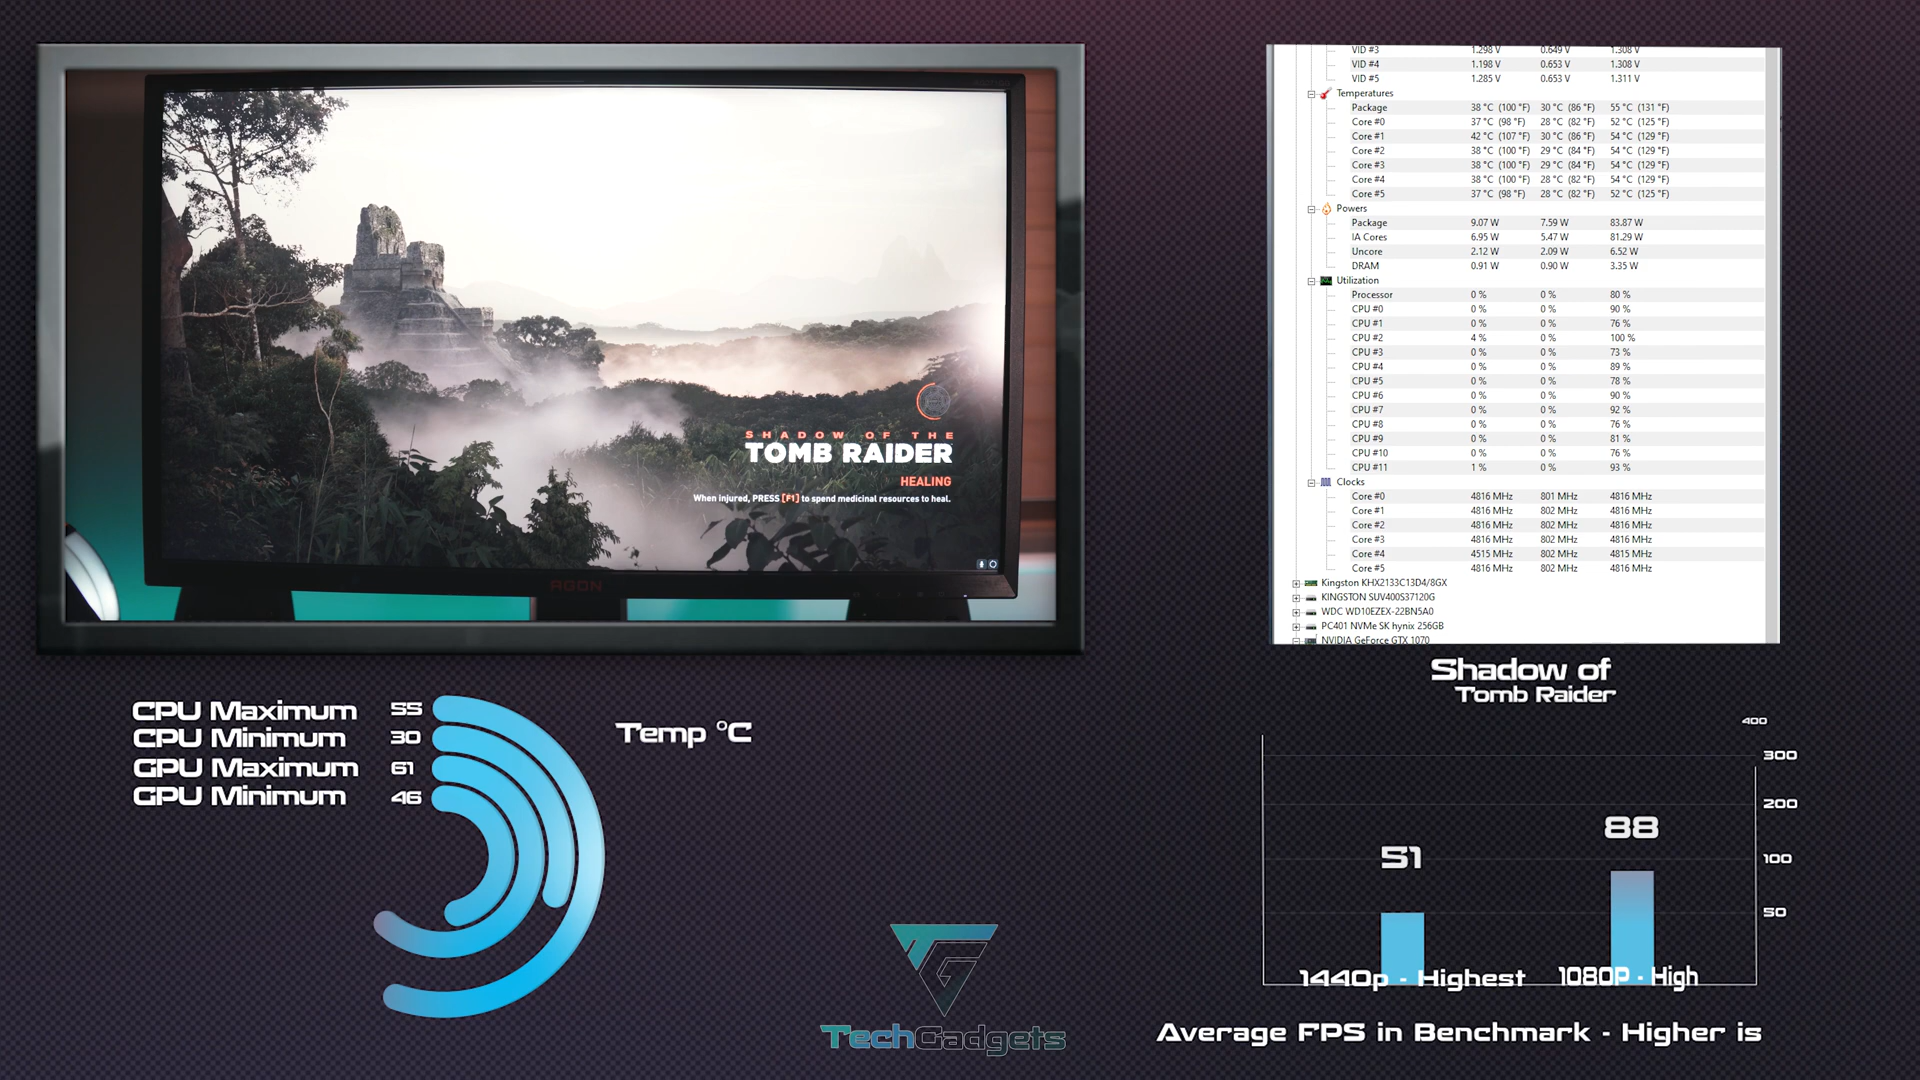 SHADOW OF THE
TOMB RAIDER
HEALING
When injured, PRESS [F1] to spend medicinal resources to heal.
AGON
VID #3 1.298 V 0.649 V 1.308 V
VID #4 1.198 V 0.653 V 1.308 V
VID #5 1.285 V 0.653 V 1.311 V
Temperatures
Package 38 °C (100 °F) 30 °C (86 °F) 55 °C (131 °F)
Core #0 37 °C (98 °F) 28 °C (82 °F) 52 °C (125 °F)
Core #1 42 °C (107 °F) 30 °C (86 °F) 54 °C (129 °F)
Core #2 38 °C (100 °F) 29 °C (84 °F) 54 °C (129 °F)
Core #3 38 °C (100 °F) 29 °C (84 °F) 54 °C (129 °F)
Core #4 38 °C (100 °F) 28 °C (82 °F) 54 °C (129 °F)
Core #5 37 °C (98 °F) 28 °C (82 °F) 52 °C (125 °F)
Powers
Package 9.07 W 7.59 W 83.87 W
IA Cores 6.95 W 5.47 W 81.29 W
Uncore 2.12 W 2.09 W 6.52 W
DRAM 0.91 W 0.90 W 3.35 W
Utilization
Processor 0 % 0 % 80 %
CPU #0 0 % 0 % 90 %
CPU #1 0 % 0 % 76 %
CPU #2 4 % 0 % 100 %
CPU #3 0 % 0 % 73 %
CPU #4 0 % 0 % 89 %
CPU #5 0 % 0 % 78 %
CPU #6 0 % 0 % 90 %
CPU #7 0 % 0 % 92 %
CPU #8 0 % 0 % 76 %
CPU #9 0 % 0 % 81 %
CPU #10 0 % 0 % 76 %
CPU #11 1 % 0 % 93 %
Clocks
Core #0 4816 MHz 801 MHz 4816 MHz
Core #1 4816 MHz 802 MHz 4816 MHz
Core #2 4816 MHz 802 MHz 4816 MHz
Core #3 4816 MHz 802 MHz 4816 MHz
Core #4 4515 MHz 802 MHz 4815 MHz
Core #5 4816 MHz 802 MHz 4816 MHz
Kingston KHX2133C13D4/8GX
KINGSTON SUV400S37120G
WDC WD10EZEX-22BN5A0
PC401 NVMe SK hynix 256GB
NVIDIA GeForce GTX 1070
CPU Maximum 55
CPU Minimum 30
GPU Maximum 61
GPU Minimum 46
Temp °C
TG
TechGadgets
Shadow of
Tomb Raider
400
300
200
100
50
51
88
1440p - Highest
1080P - High
Average FPS in Benchmark - Higher is